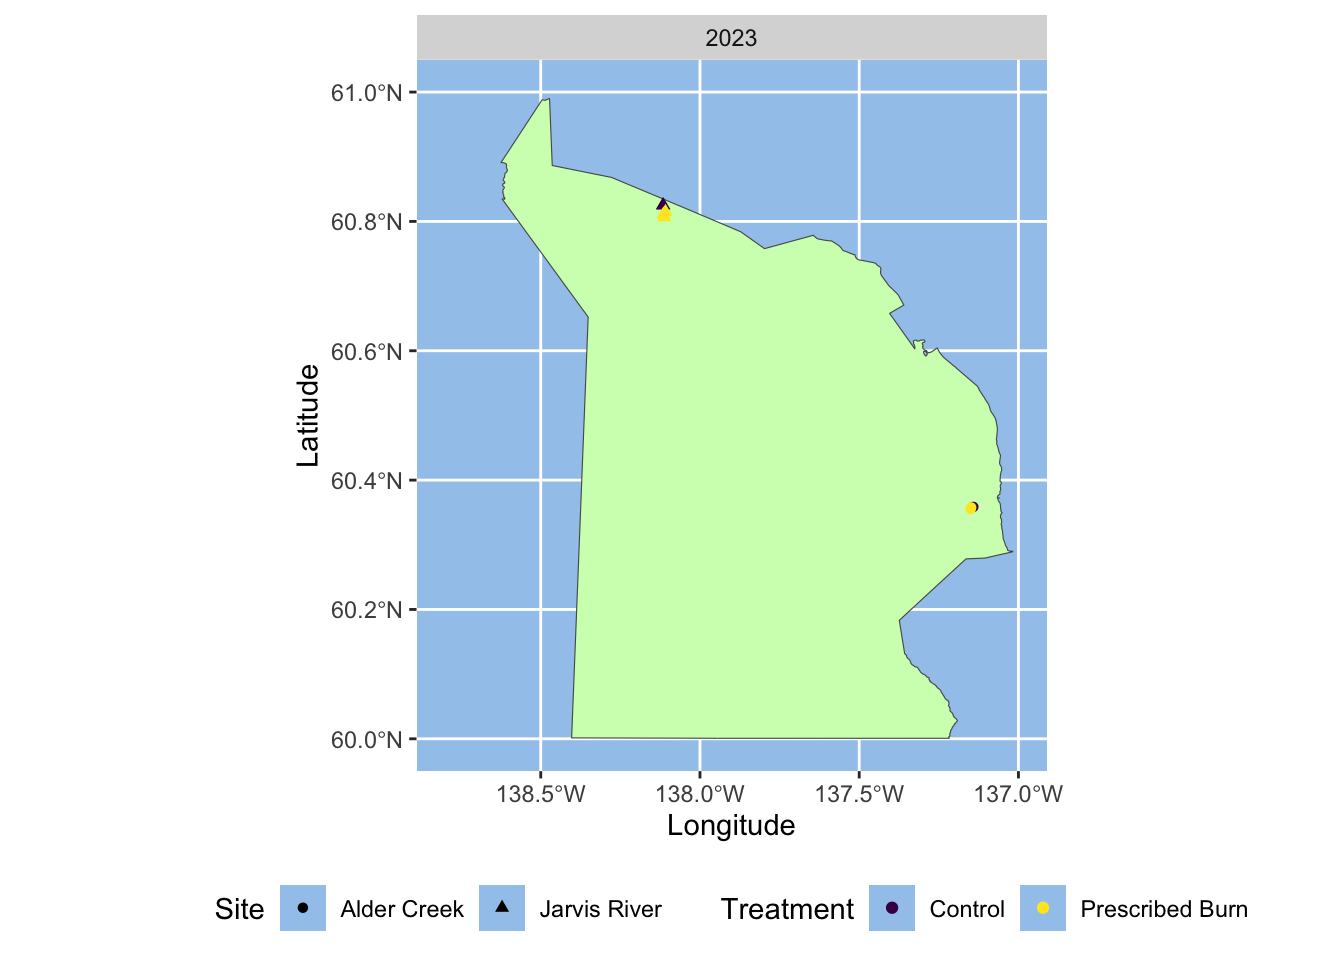 2023
61.0°N
60.8°N
60.6°N
60.4°N
60.2°N
60.0°N
Latitude
138.5°W 138.0°W 137.5°W 137.0°W
Longitude
Site Alder Creek Jarvis River Treatment Control Prescribed Burn